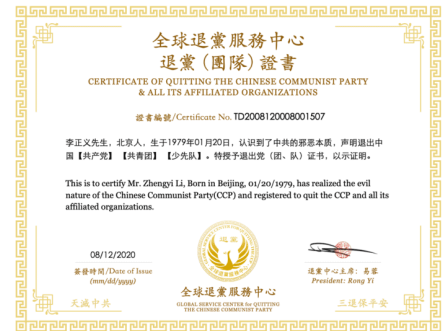 全球退黨服務中心
退黨(團隊)證書
CERTIFICATE OF QUITTING THE CHINESE COMMUNIST PARTY
& ALL ITS AFFILIATED ORGANIZATIONS
證書編號/Certificate No. TD2008120008001507
李正义先生，北京人，生于1979年01月20日，认识到了中共的邪恶本质，声明退出中
国【共产党】【共青团】【少先队】。特授予退出党（团、队）证书，以示证明。
This is to certify Mr. Zhengyi Li, Born in Beijing, 01/20/1979, has realized the evil
nature of the Chinese Communist Party(CCP) and registered to quit the CCP and all its
affiliated organizations.
08/12/2020
簽發時間/Date of Issue
(mm/dd/yyyy)
天滅中共
退黨
全球退黨服務中心
GLOBAL SERVICE CENTER for QUITTING
THE CHINESE COMMUNIST PARTY
退黨中心主席：易蓉
President: Rong Yi
三退保平安